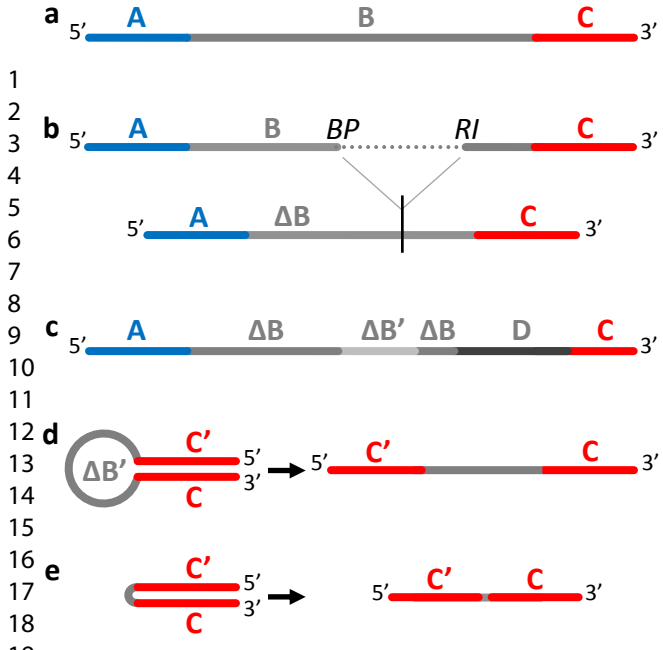 a 5′ A B C 3′
1
2
b
3 5′ A B BP RI C 3′
4
5
6 5′ A ΔB C 3′
7
8
9 c 5′ A ΔB ΔB′ ΔB D C 3′
10
11
12 d
13 ΔB′ C′ 5′ 5′ C′ C 3′
14 C 3′
15
16 e
17 C′ 5′ 5′ C′ C 3′
18 C 3′